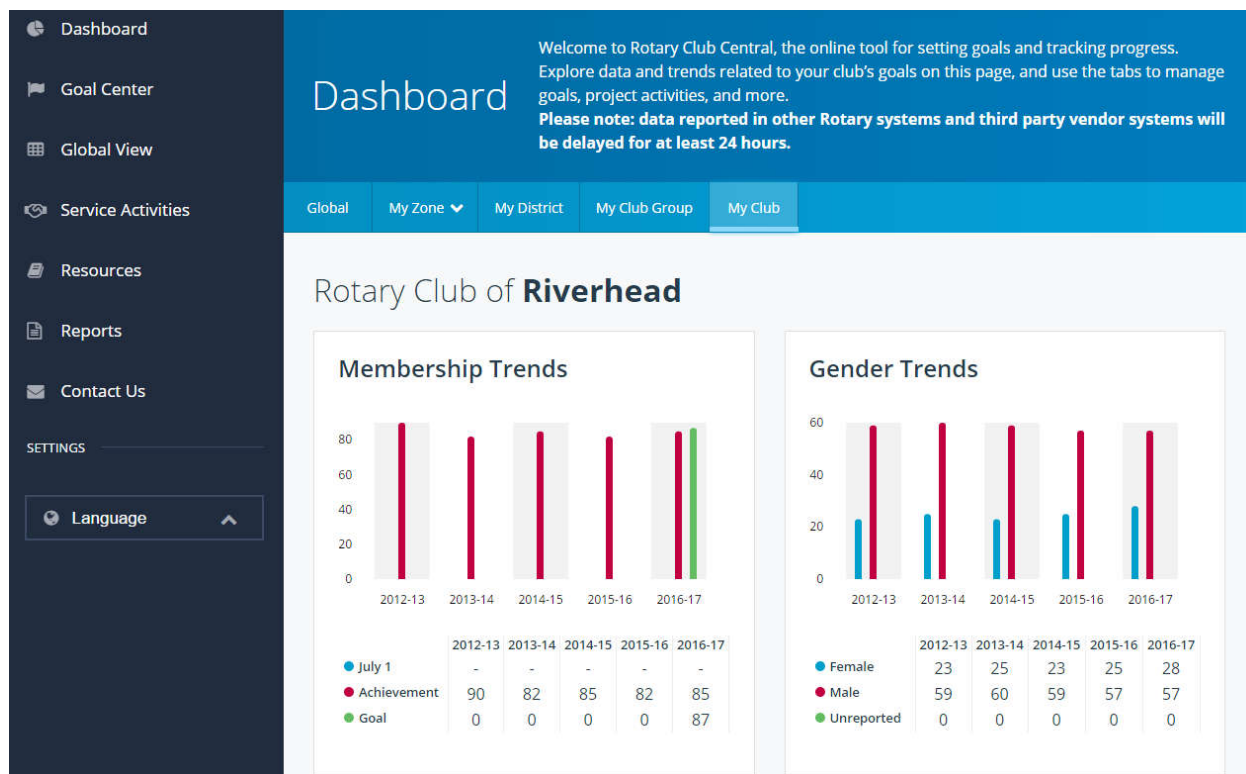 Dashboard
Goal Center
Global View
Service Activities
Resources
Reports
Contact Us
SETTINGS
Language
Dashboard
Welcome to Rotary Club Central, the online tool for setting goals and tracking progress.
Explore data and trends related to your club's goals on this page, and use the tabs to manage
goals, project activities, and more.
Please note: data reported in other Rotary systems and third party vendor systems will
be delayed for at least 24 hours.
Global My Zone My District My Club Group My Club
Rotary Club of Riverhead
Membership Trends
80
60
40
20
0
2012-13 2013-14 2014-15 2015-16 2016-17
2012-13 2013-14 2014-15 2015-16 2016-17
July 1 - - - - -
Achievement 90 82 85 82 85
Goal 0 0 0 0 87
Gender Trends
60
40
20
0
2012-13 2013-14 2014-15 2015-16 2016-17
2012-13 2013-14 2014-15 2015-16 2016-17
Female 23 25 23 25 28
Male 59 60 59 57 57
Unreported 0 0 0 0 0